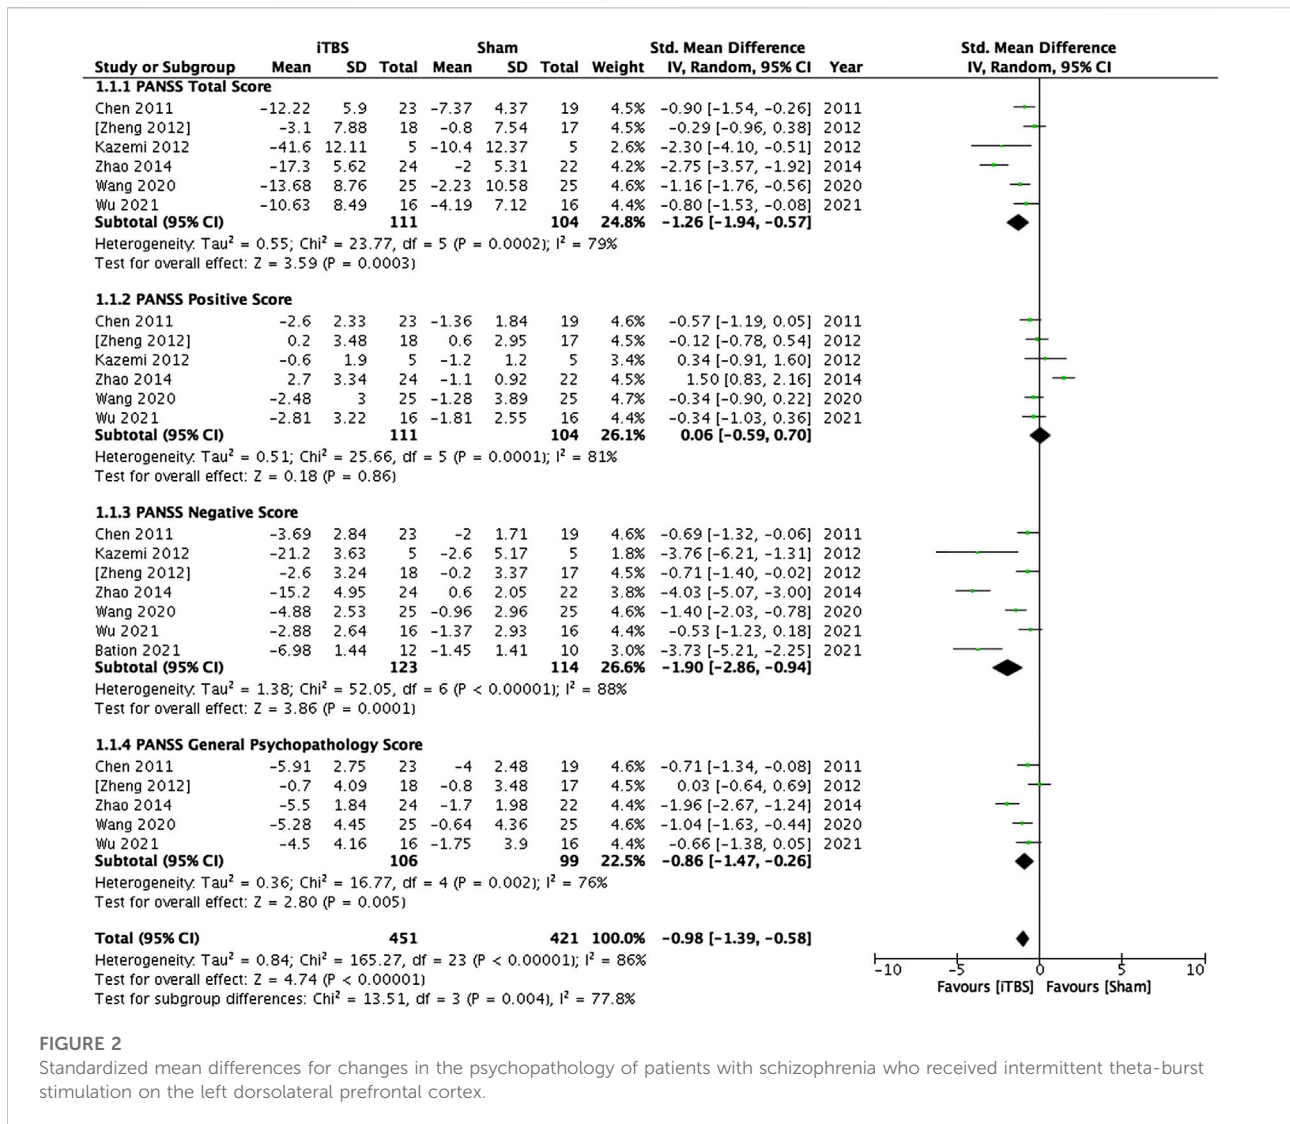 iTBS Sham Std. Mean Difference Std. Mean Difference
Study or Subgroup Mean SD Total Mean SD Total Weight IV, Random, 95% CI Year IV, Random, 95% CI
1.1.1 PANSS Total Score
Chen 2011 −12.22 5.9 23 −7.37 4.37 19 4.5% −0.90 [−1.54, −0.26] 2011
[Zheng 2012] −3.1 7.88 18 −0.8 7.54 17 4.5% −0.29 [−0.96, 0.38] 2012
Kazemi 2012 −41.6 12.11 5 −10.4 12.37 5 2.6% −2.30 [−4.10, −0.51] 2012
Zhao 2014 −17.3 5.62 24 −2 5.31 22 4.2% −2.75 [−3.57, −1.92] 2014
Wang 2020 −13.68 8.76 25 −2.23 10.58 25 4.6% −1.16 [−1.76, −0.56] 2020
Wu 2021 −10.63 8.49 16 −4.19 7.12 16 4.4% −0.80 [−1.53, −0.08] 2021
Subtotal (95% CI) 111 104 24.8% −1.26 [−1.94, −0.57]
Heterogeneity: Tau² = 0.55; Chi² = 23.77, df = 5 (P = 0.0002); I² = 79%
Test for overall effect: Z = 3.59 (P = 0.0003)
1.1.2 PANSS Positive Score
Chen 2011 −2.6 2.33 23 −1.36 1.84 19 4.6% −0.57 [−1.19, 0.05] 2011
[Zheng 2012] 0.2 3.48 18 0.6 2.95 17 4.5% −0.12 [−0.78, 0.54] 2012
Kazemi 2012 −0.6 1.9 5 −1.2 1.2 5 3.4% 0.34 [−0.91, 1.60] 2012
Zhao 2014 2.7 3.34 24 −1.1 0.92 22 4.5% 1.50 [0.83, 2.16] 2014
Wang 2020 −2.48 3 25 −1.28 3.89 25 4.7% −0.34 [−0.90, 0.22] 2020
Wu 2021 −2.81 3.22 16 −1.81 2.55 16 4.4% −0.34 [−1.03, 0.36] 2021
Subtotal (95% CI) 111 104 26.1% 0.06 [−0.59, 0.70]
Heterogeneity: Tau² = 0.51; Chi² = 25.66, df = 5 (P = 0.0001); I² = 81%
Test for overall effect: Z = 0.18 (P = 0.86)
1.1.3 PANSS Negative Score
Chen 2011 −3.69 2.84 23 −2 1.71 19 4.6% −0.69 [−1.32, −0.06] 2011
Kazemi 2012 −21.2 3.63 5 −2.6 5.17 5 1.8% −3.76 [−6.21, −1.31] 2012
[Zheng 2012] −2.6 3.24 18 −0.2 3.37 17 4.5% −0.71 [−1.40, −0.02] 2012
Zhao 2014 −15.2 4.95 24 0.6 2.05 22 3.8% −4.03 [−5.07, −3.00] 2014
Wang 2020 −4.88 2.53 25 −0.96 2.96 25 4.6% −1.40 [−2.03, −0.78] 2020
Wu 2021 −2.88 2.64 16 −1.37 2.93 16 4.4% −0.53 [−1.23, 0.18] 2021
Bation 2021 −6.98 1.44 12 −1.45 1.41 10 3.0% −3.73 [−5.21, −2.25] 2021
Subtotal (95% CI) 123 114 26.6% −1.90 [−2.86, −0.94]
Heterogeneity: Tau² = 1.38; Chi² = 52.05, df = 6 (P < 0.00001); I² = 88%
Test for overall effect: Z = 3.86 (P = 0.0001)
1.1.4 PANSS General Psychopathology Score
Chen 2011 −5.91 2.75 23 −4 2.48 19 4.6% −0.71 [−1.34, −0.08] 2011
[Zheng 2012] −0.7 4.09 18 −0.8 3.48 17 4.5% 0.03 [−0.64, 0.69] 2012
Zhao 2014 −5.5 1.84 24 −1.7 1.98 22 4.4% −1.96 [−2.67, −1.24] 2014
Wang 2020 −5.28 4.45 25 −0.64 4.36 25 4.6% −1.04 [−1.63, −0.44] 2020
Wu 2021 −4.5 4.16 16 −1.75 3.9 16 4.4% −0.66 [−1.38, 0.05] 2021
Subtotal (95% CI) 106 99 22.5% −0.86 [−1.47, −0.26]
Heterogeneity: Tau² = 0.36; Chi² = 16.77, df = 4 (P = 0.002); I² = 76%
Test for overall effect: Z = 2.80 (P = 0.005)
Total (95% CI) 451 421 100.0% −0.98 [−1.39, −0.58]
Heterogeneity: Tau² = 0.84; Chi² = 165.27, df = 23 (P < 0.00001); I² = 86%
Test for overall effect: Z = 4.74 (P < 0.00001)
Test for subgroup differences: Chi² = 13.51, df = 3 (P = 0.004), I² = 77.8%
−10 −5 0 5 10
Favours [iTBS] Favours [Sham]
FIGURE 2
Standardized mean differences for changes in the psychopathology of patients with schizophrenia who received intermittent theta-burst
stimulation on the left dorsolateral prefrontal cortex.